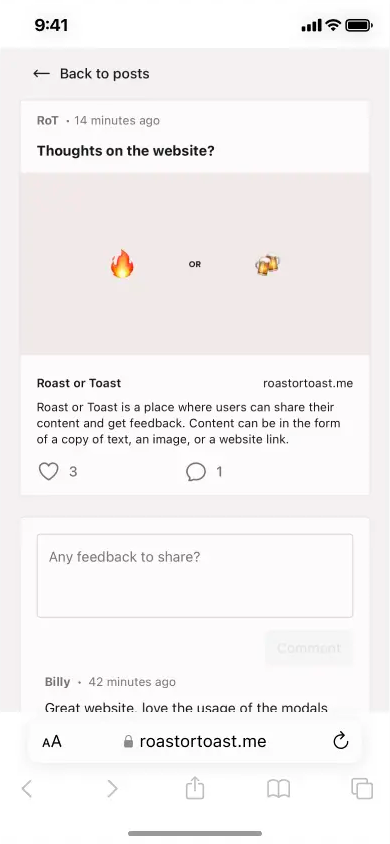 9:41
← Back to posts
RoT • 14 minutes ago
Thoughts on the website?
OR
Roast or Toast roastortoast.me
Roast or Toast is a place where users can share their
content and get feedback. Content can be in the form
of a copy of text, an image, or a website link.
3 1
Any feedback to share?
Comment
Billy • 42 minutes ago
Great website, love the usage of the modals
AA roastortoast.me